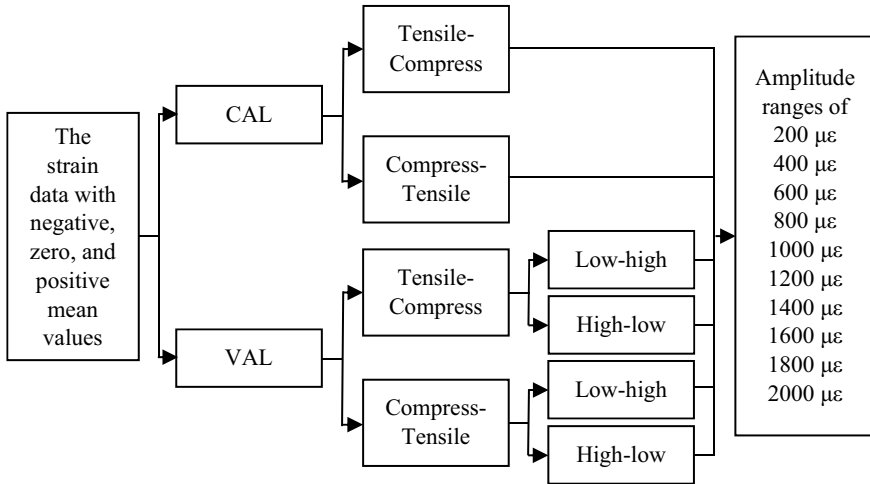 The
strain
data with
negative,
zero, and
positive
mean
values
CAL
VAL
Tensile-
Compress
Compress-
Tensile
Tensile-
Compress
Compress-
Tensile
Low-high
High-low
Low-high
High-low
Amplitude
ranges of
200 με
400 με
600 με
800 με
1000 με
1200 με
1400 με
1600 με
1800 με
2000 με